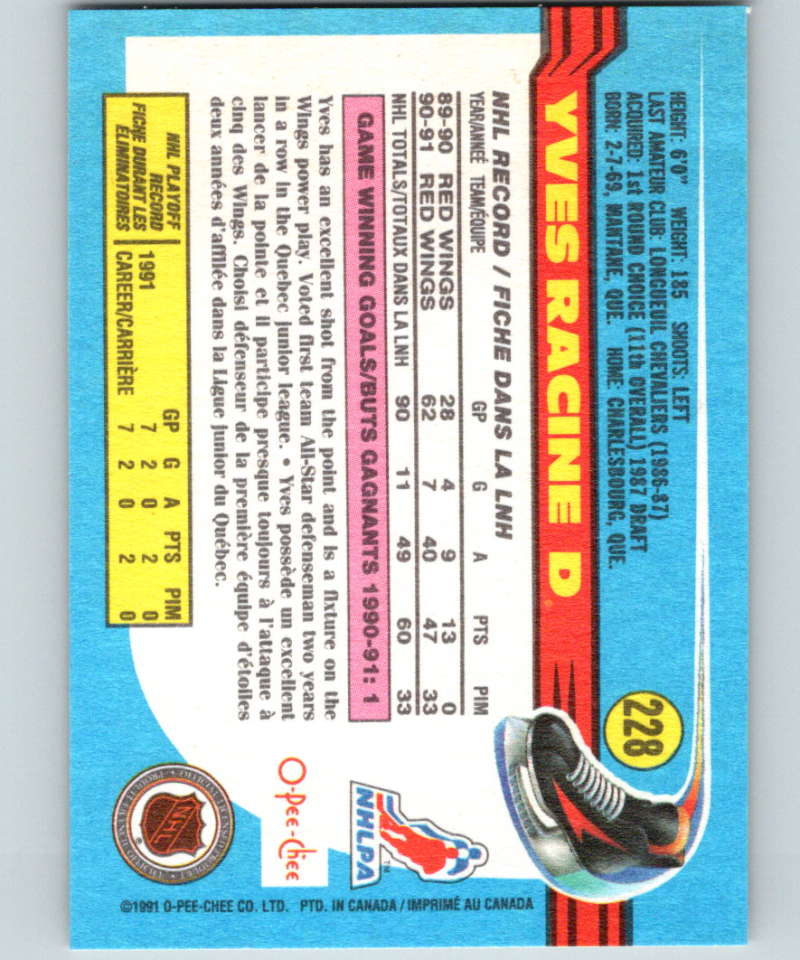 HEIGHT: 6'0" WEIGHT: 185 SHOOTS: LEFT
LAST AMATEUR CLUB: LONGUEUIL CHEVALIERS (1996-87)
ACQUIRED: 1st ROUND CHOICE (11th OVERALL) 1987 DRAFT
BORN: 2-7-69, MANTANE, QUE. HOME: CHARLESBOURG, QUE.
228
YVES RACINE D
NHL RECORD / FICHE DANS LA LNH
YEAR/ANNEÉ TEAM/ÉQUIPE GP G A PTS PIM
89-90 RED WINGS 28 4 9 13 0
90-91 RED WINGS 62 7 40 47 33
NHL TOTALS/TOTAUX DANS LA LNH 90 11 49 60 33
GAME WINNING GOALS/BUTS GAGNANTS 1990-91: 1
Yves has an excellent shot from the point and is a fixture on the
Wings power play. Voted first team All-Star defenseman two years
in a row in the Quebec junior league. • Yves possède un excellent
lancer de la pointe et il participe presque toujours à l'attaque à
cinq des Wings. Choisi défenseur de la première équipe d'étoiles
deux années d'affilée dans la Ligue junior du Québec.
NHL PLAYOFF
RECORD
FICHE DURANT LES
ÉLIMINATOIRES
GP G A PTS PIM
1991 7 2 0 2 0
CAREER/CARRIÈRE 7 2 0 2 0
NHLPA
TM
O-Pee-Chee
NHL
©1991 O-PEE-CHEE CO. LTD. PTD. IN CANADA / IMPRIMÉ AU CANADA